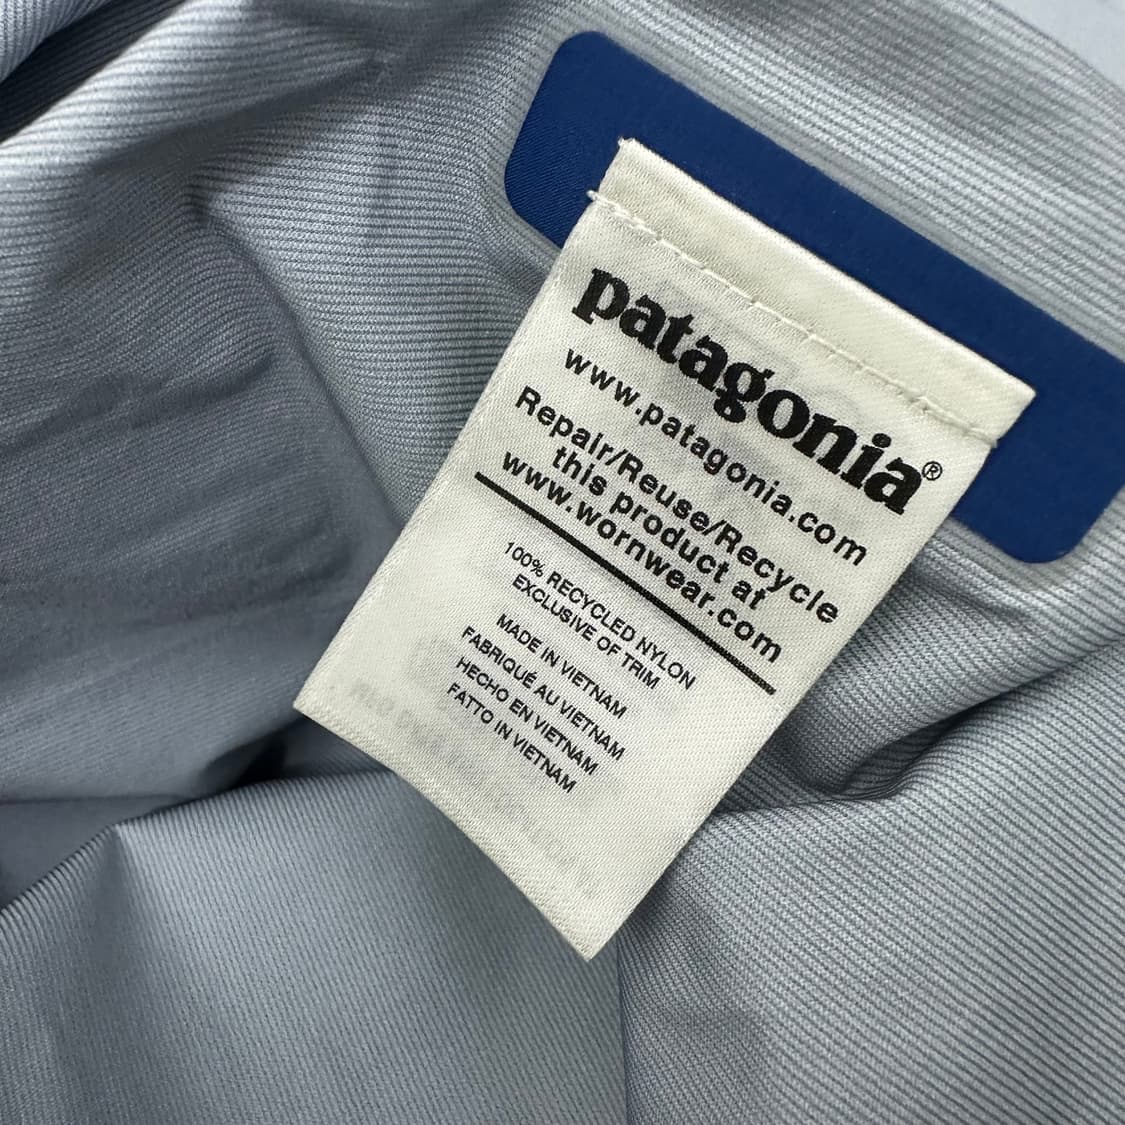 patagonia®
www.patagonia.com
Repair/Reuse/Recycle
this product at
www.wornwear.com
100% RECYCLED NYLON
EXCLUSIVE OF TRIM
MADE IN VIETNAM
FABRIQUÉ AU VIETNAM
HECHO EN VIETNAM
FATTO IN VIETNAM